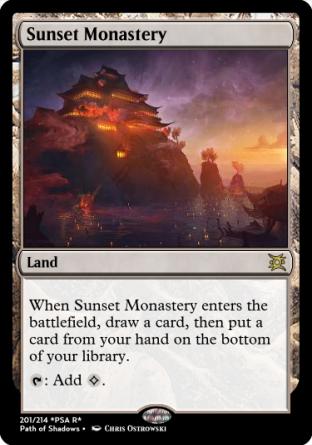 Sunset Monastery
Land
When Sunset Monastery enters the
battlefield, draw a card, then put a
card from your hand on the bottom
of your library.
: Add .
201/214 *PSA R*
Path of Shadows • Chris Ostrowski